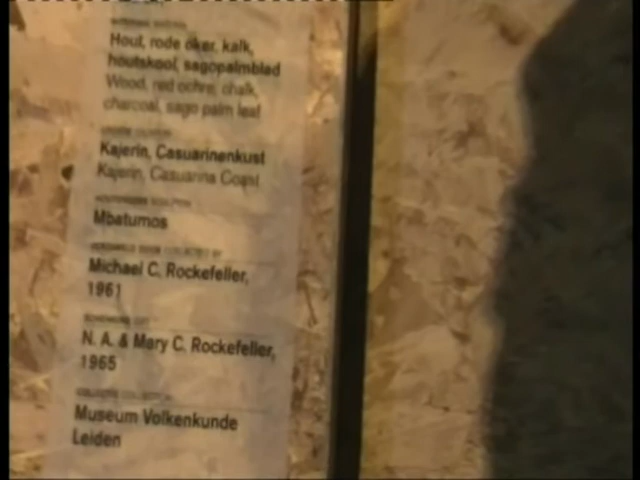 Hout, rode oker, kalk,
houtskool, sagopalmblad
Wood, red ochre, chalk,
charcoal, sago palm leaf
Kajerin, Casuarinenkust
Kajerin, Casuarina Coast
Mbatumos
Michael C. Rockefeller,
1961
N. A. & Mary C. Rockefeller,
1965
Museum Volkenkunde
Leiden